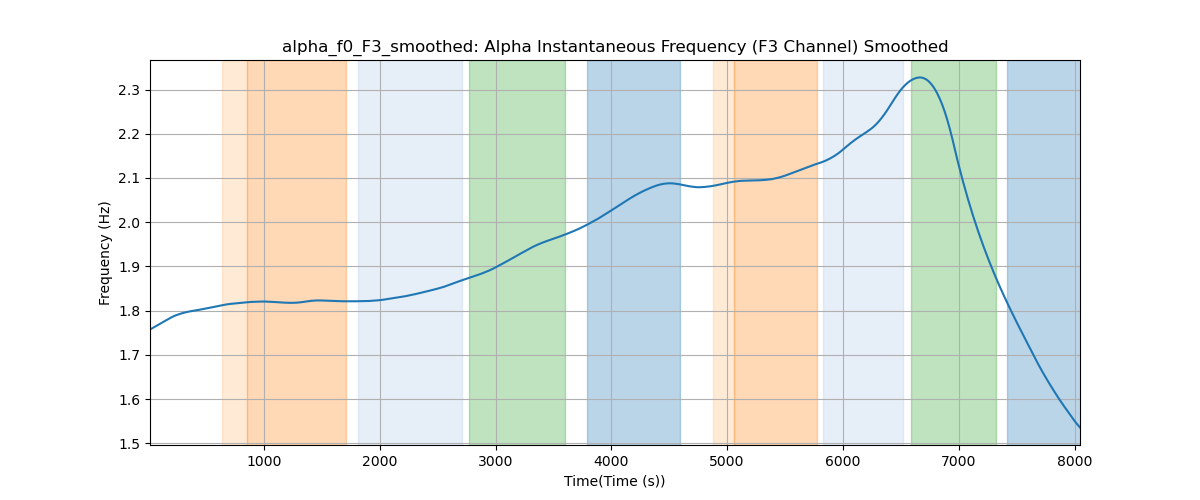 alpha_f0_F3_smoothed: Alpha Instantaneous Frequency (F3 Channel) Smoothed
Frequency (Hz)
2.3
2.2
2.1
2.0
1.9
1.8
1.7
1.6
1.5
1000 2000 3000 4000 5000 6000 7000 8000
Time(Time (s))